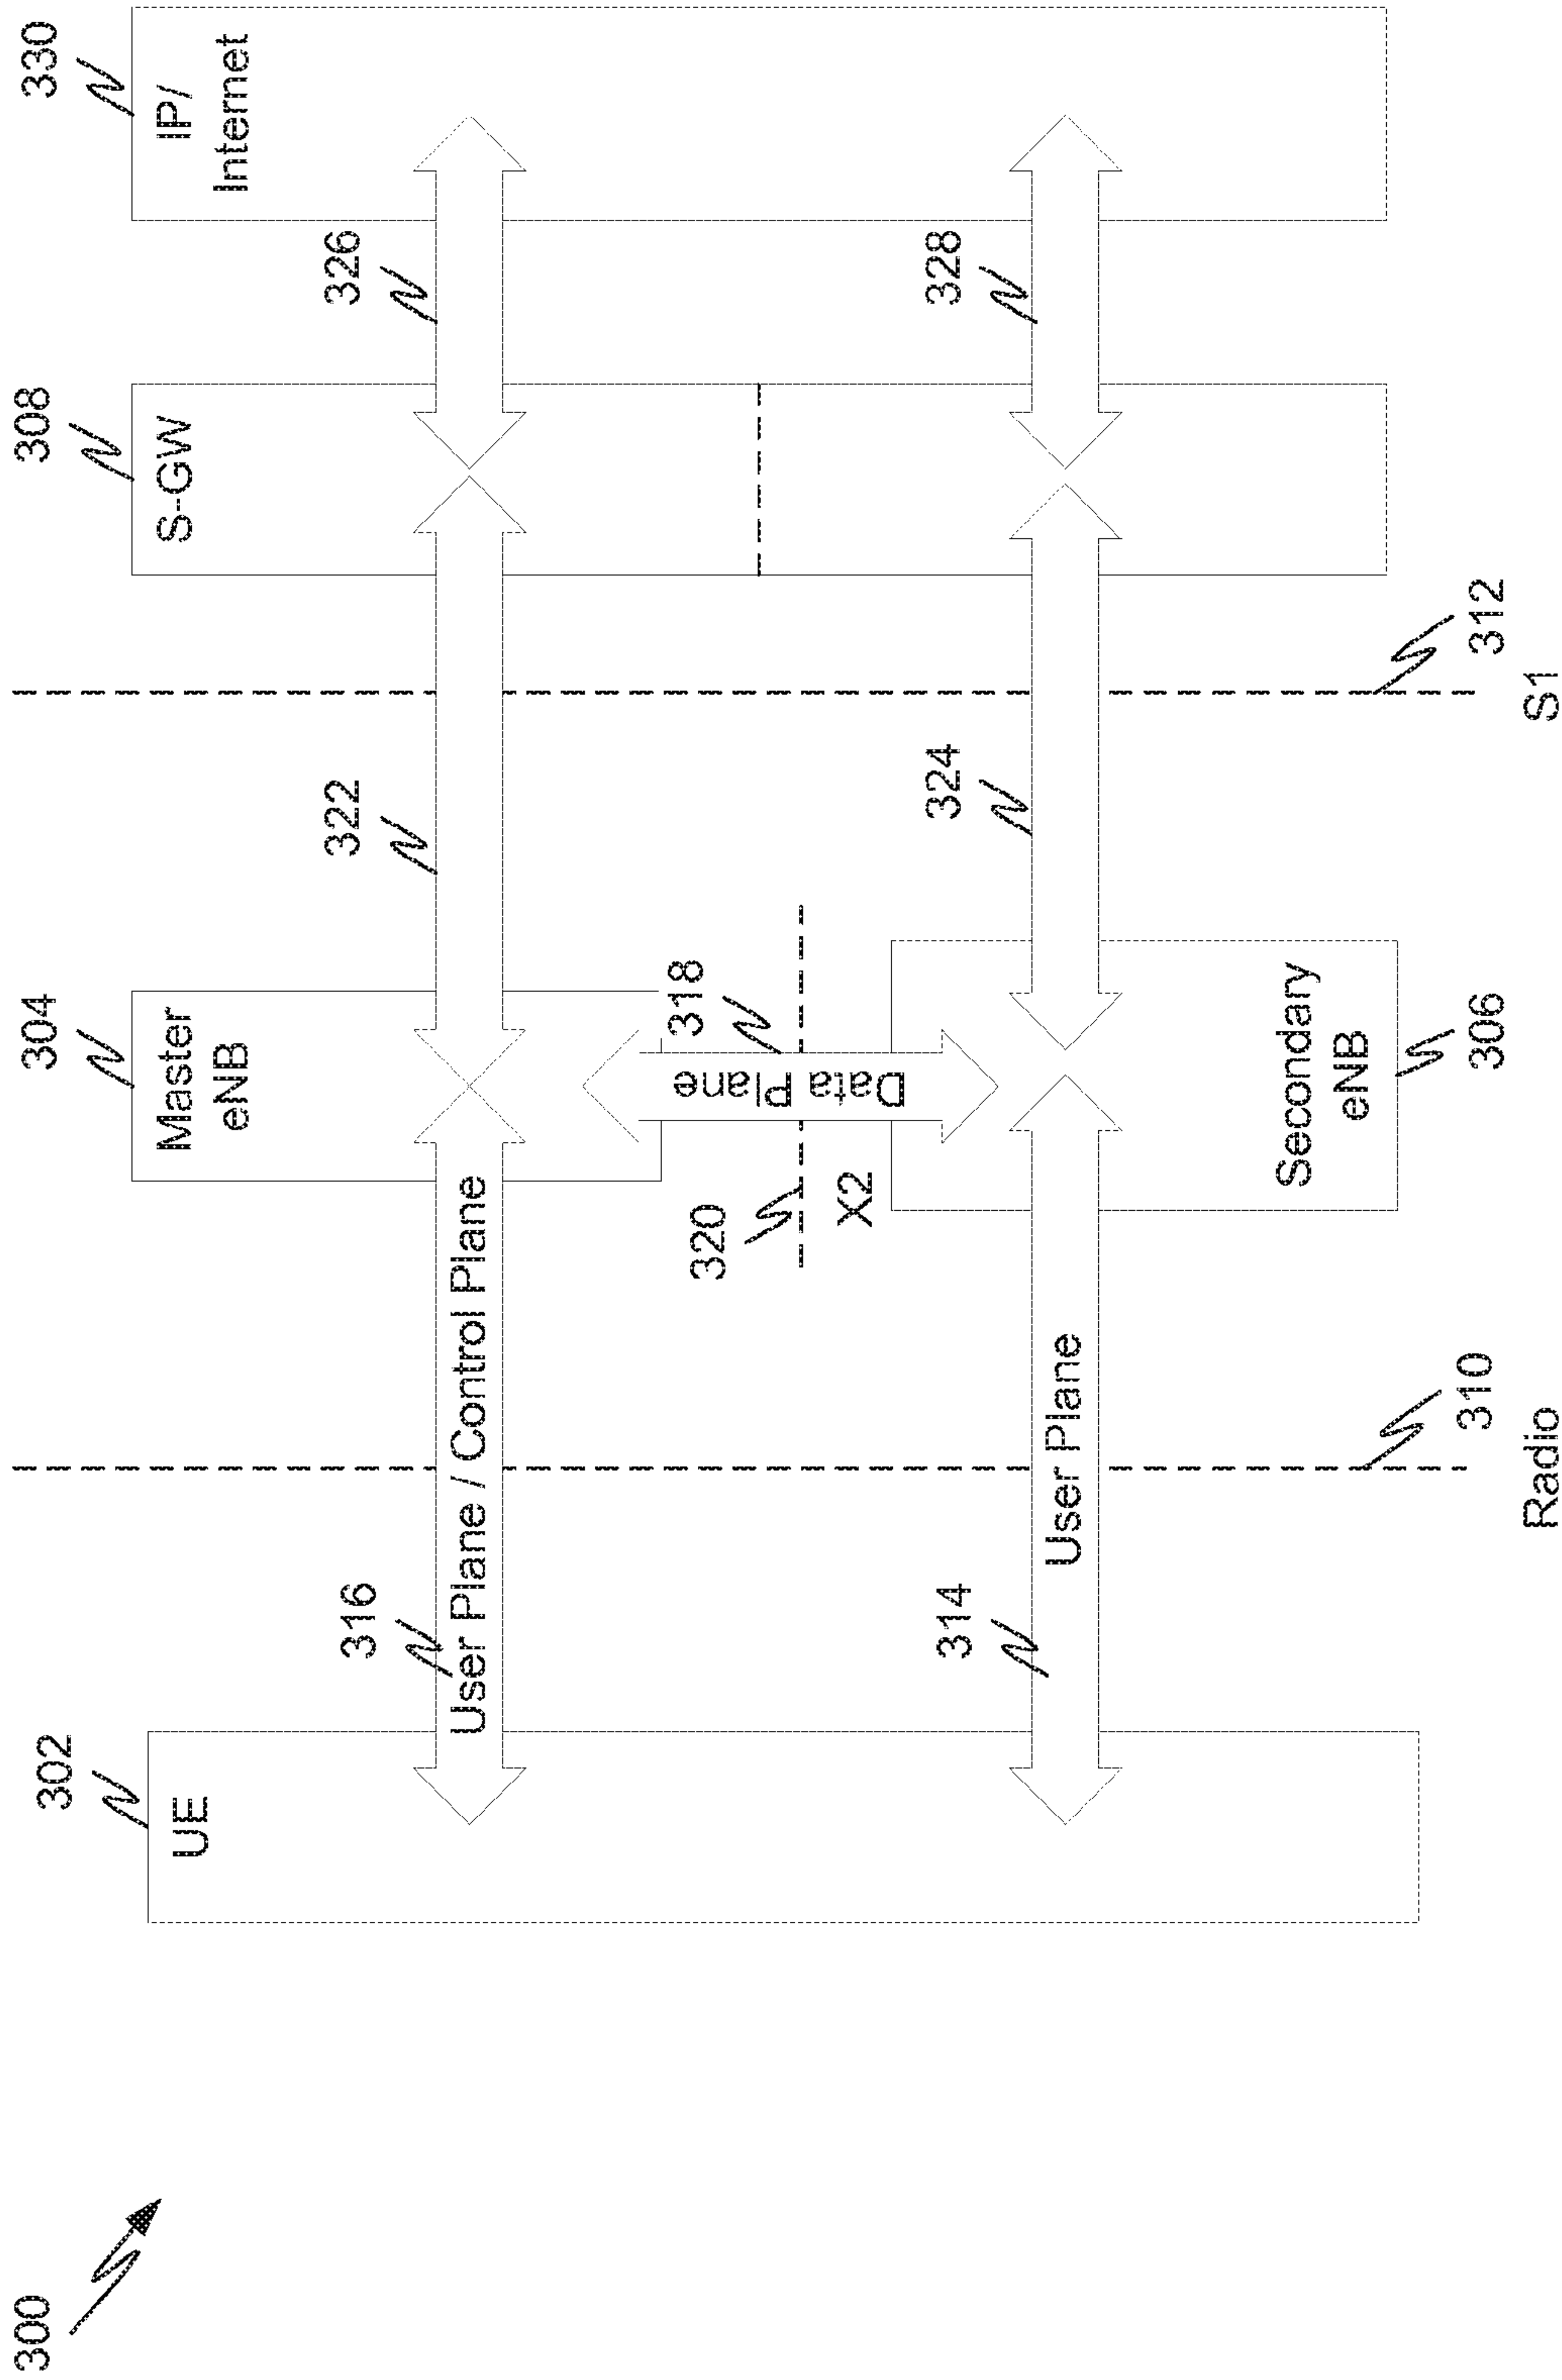 300
302
UE
304
Master
eNB
308
S-GW
330
IP/
Internet
316
User Plane / Control Plane
322
326
318
Data Plane
320
X2
314
User Plane
324
328
Secondary
eNB
306
310
Radio
312
S1